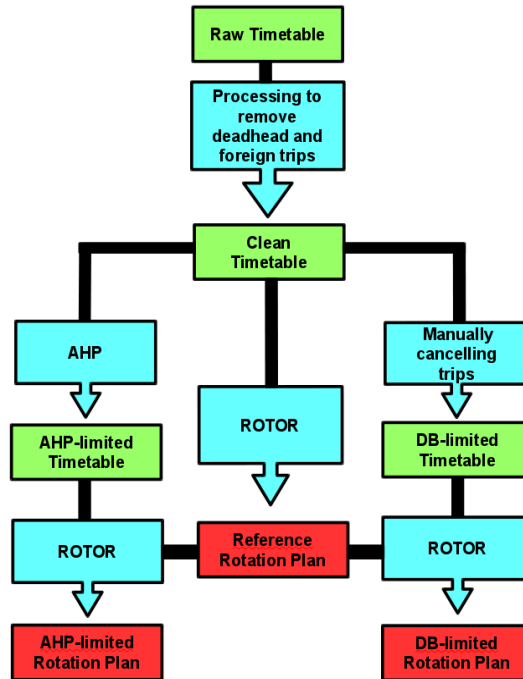 Raw Timetable
Processing to
remove
deadhead and
foreign trips
Clean
Timetable
AHP
Manually
cancelling
trips
ROTOR
AHP-limited
Timetable
DB-limited
Timetable
ROTOR
Reference
Rotation Plan
ROTOR
AHP-limited
Rotation Plan
DB-limited
Rotation Plan